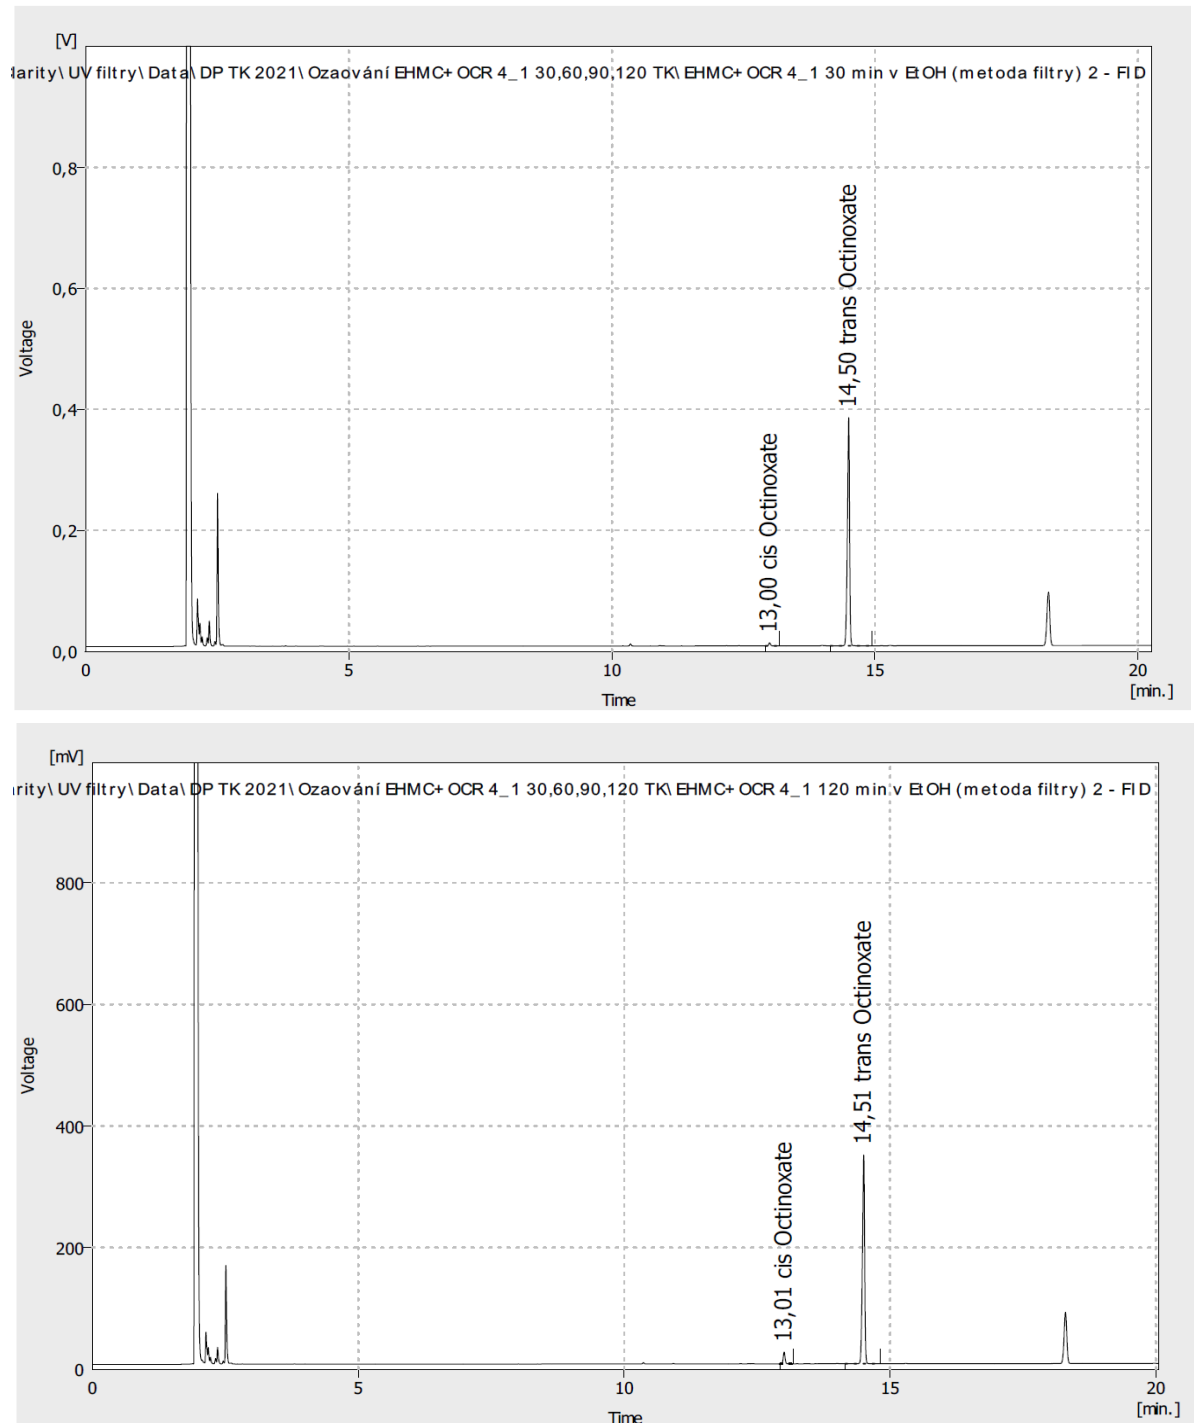 [V]
larity\ UV filtry\ Data\ DP TK 2021\ Ozaování EHMC+ OCR 4_1 30,60,90,120 TK\ EHMC+ OCR 4_1 30 min v EtOH (metoda filtry) 2 - FID
0,8
0,6
0,4
0,2
0,0
Voltage
13,00 cis Octinoxate
14,50 trans Octinoxate
0 5 10 15 20
Time
[min.]
[mV]
rity\ UV filtry\ Data\ DP TK 2021\ Ozaování EHMC+ OCR 4_1 30,60,90,120 TK\ EHMC+ OCR 4_1 120 min v EtOH (metoda filtry) 2 - FID
800
600
400
200
0
Voltage
13,01 cis Octinoxate
14,51 trans Octinoxate
0 5 10 15 20
Time
[min.]